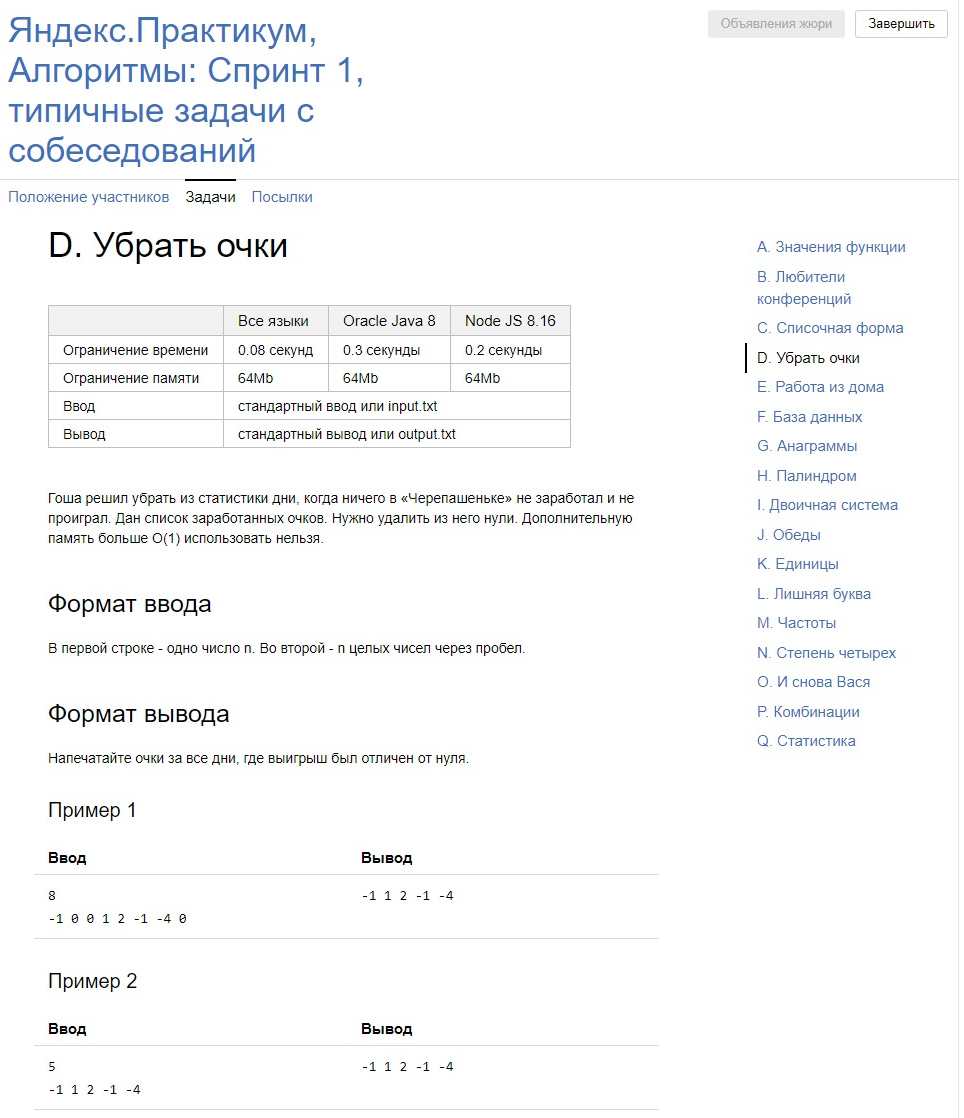 Яндекс.Практикум,
Алгоритмы: Спринт 1,
типичные задачи с
собеседований
Объявления жюри
Завершить
Положение участников Задачи Посылки
D. Убрать очки
Все языки Oracle Java 8 Node JS 8.16
Ограничение времени 0.08 секунд 0.3 секунды 0.2 секунды
Ограничение памяти 64Mb 64Mb 64Mb
Ввод стандартный ввод или input.txt
Вывод стандартный вывод или output.txt
Гоша решил убрать из статистики дни, когда ничего в «Черепашеньке» не заработал и не
проиграл. Дан список заработанных очков. Нужно удалить из него нули. Дополнительную
память больше O(1) использовать нельзя.
Формат ввода
В первой строке - одно число n. Во второй - n целых чисел через пробел.
Формат вывода
Напечатайте очки за все дни, где выигрыш был отличен от нуля.
Пример 1
Ввод Вывод
8 -1 1 2 -1 -4
-1 0 0 1 2 -1 -4 0
Пример 2
Ввод Вывод
5 -1 1 2 -1 -4
-1 1 2 -1 -4
A. Значения функции
B. Любители
конференций
C. Списочная форма
D. Убрать очки
E. Работа из дома
F. База данных
G. Анаграммы
H. Палиндром
I. Двоичная система
J. Обеды
K. Единицы
L. Лишняя буква
M. Частоты
N. Степень четырех
O. И снова Вася
P. Комбинации
Q. Статистика